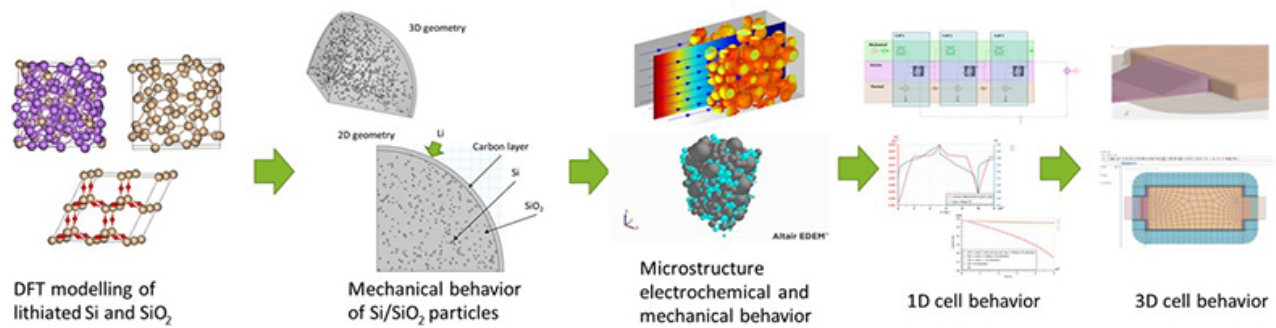 3D geometry
2D geometry
Li
Carbon layer
Si
SiO₂
Altair EDEM™
DFT modelling of
lithiated Si and SiO₂
Mechanical behavior
of Si/SiO₂ particles
Microstructure
electrochemical and
mechanical behavior
1D cell behavior
3D cell behavior